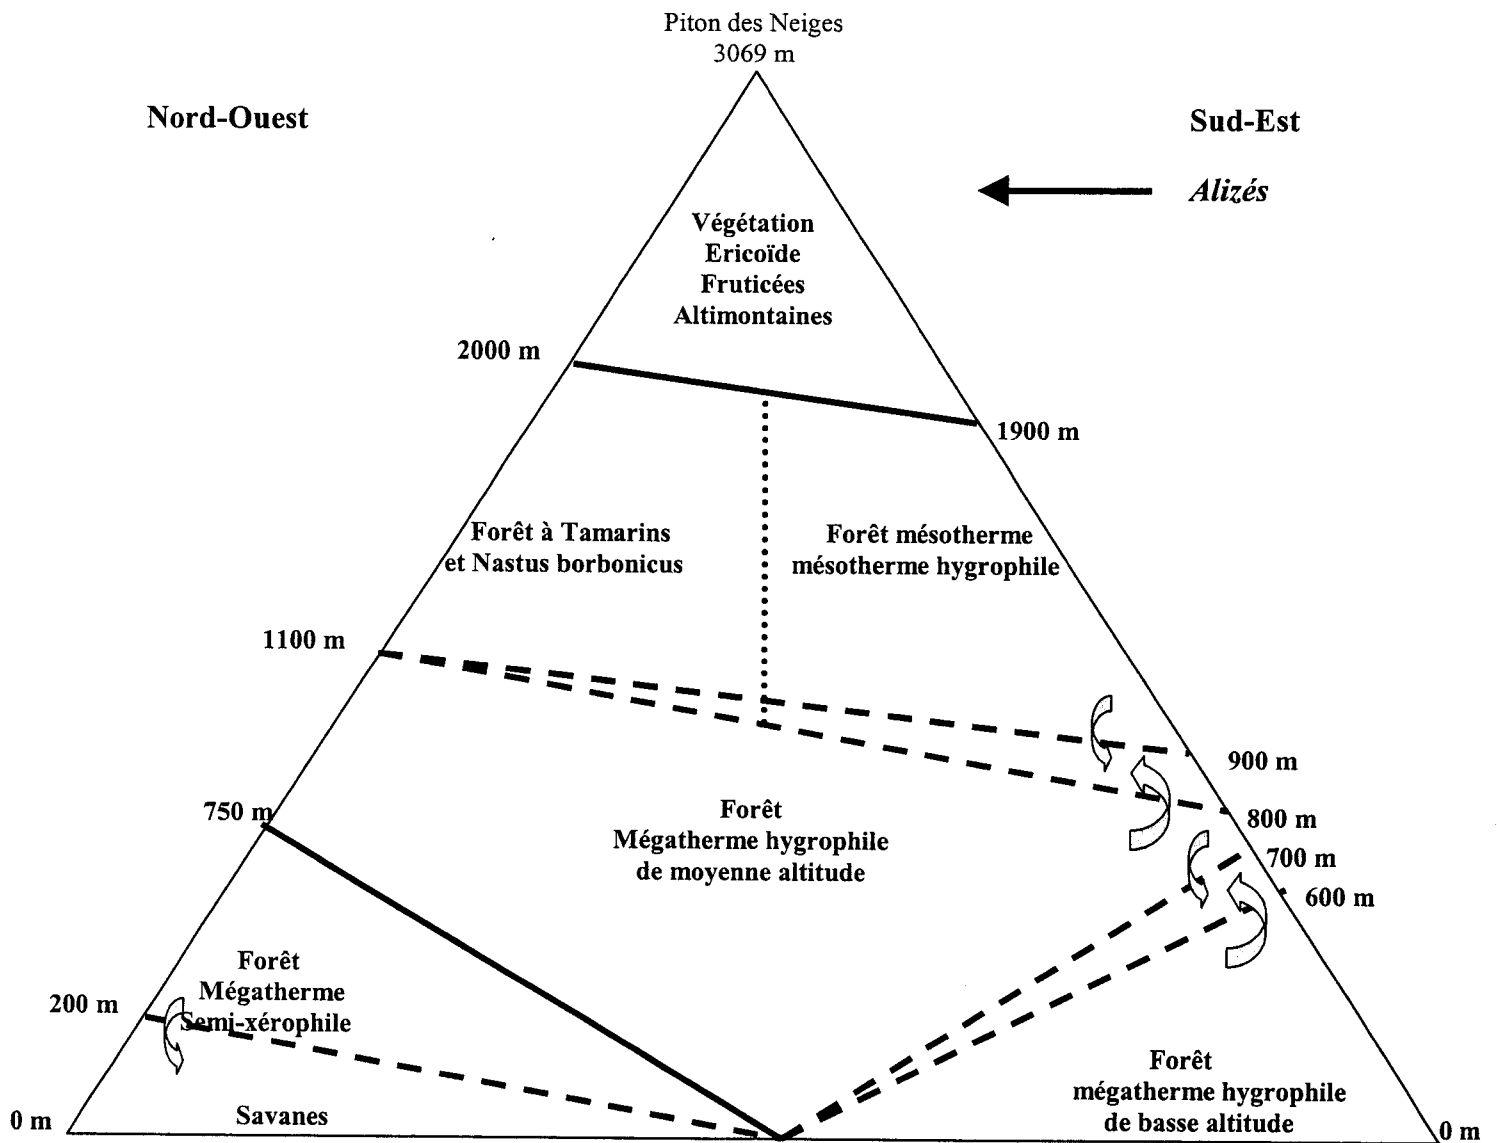 Piton des Neiges
3069 m
Nord-Ouest
Sud-Est
Alizés
Végétation
Ericoïde
Fruticées
Altimontaines
2000 m
1900 m
Forêt à Tamarins
et Nastus borbonicus
Forêt mésotherme
mésotherme hygrophile
1100 m
900 m
750 m
Forêt
Mégatherme hygrophile
de moyenne altitude
800 m
700 m
600 m
Forêt
Mégatherme
Semi-xérophile
200 m
Forêt
mégatherme hygrophile
de basse altitude
0 m
Savanes
0 m